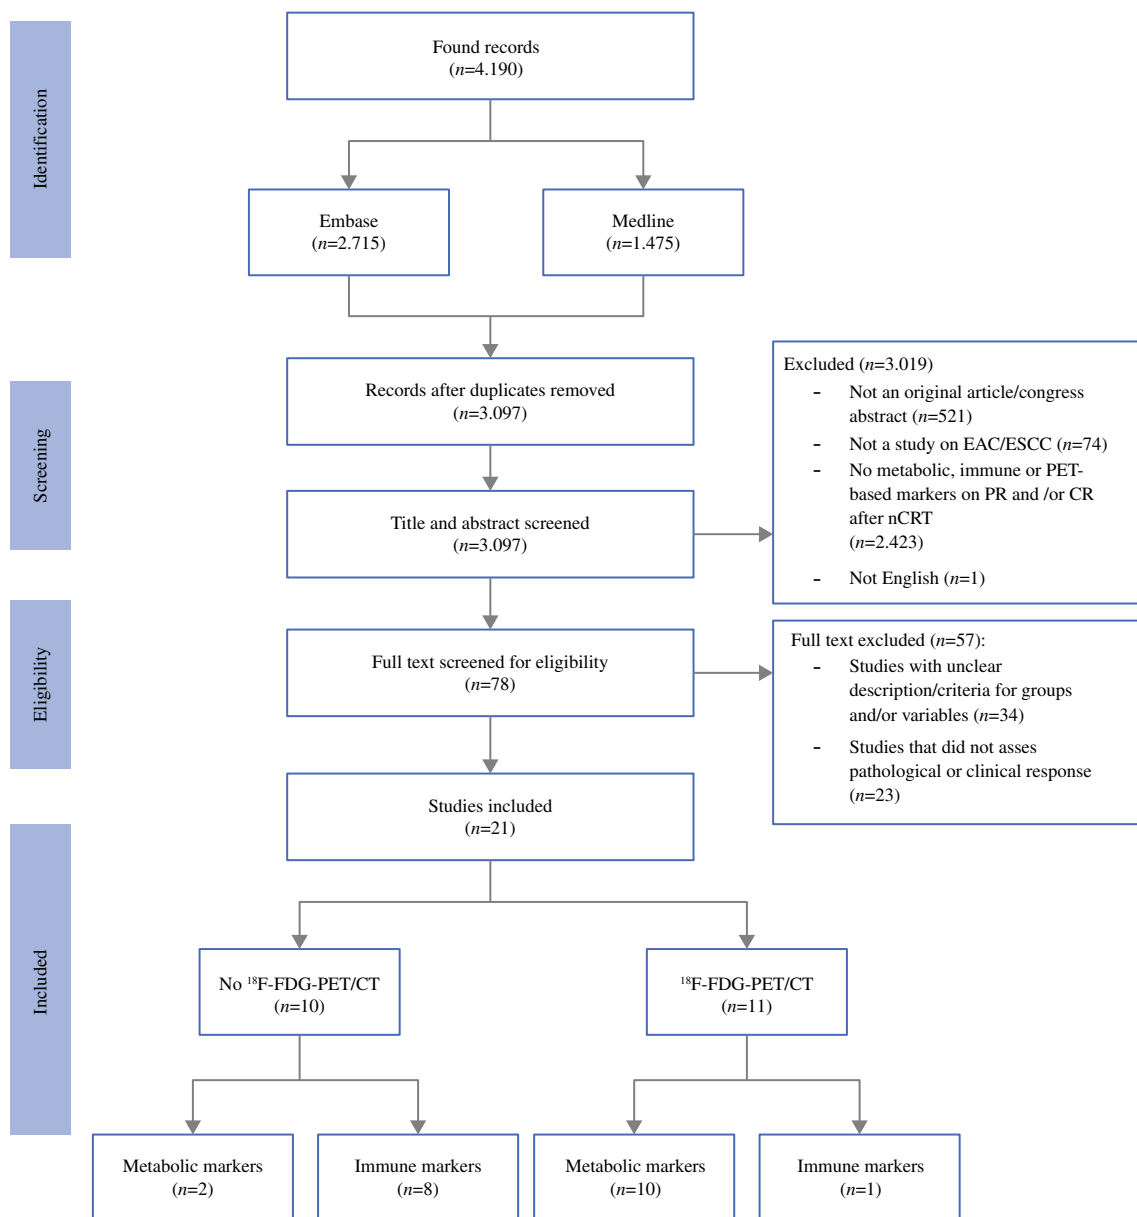 Identification
Found records
(n=4.190)
Embase
(n=2.715)
Medline
(n=1.475)
Screening
Records after duplicates removed
(n=3.097)
Title and abstract screened
(n=3.097)
Excluded (n=3.019)
- Not an original article/congress
abstract (n=521)
- Not a study on EAC/ESCC (n=74)
- No metabolic, immune or PET-
based markers on PR and /or CR
after nCRT
(n=2.423)
- Not English (n=1)
Eligibility
Full text screened for eligibility
(n=78)
Full text excluded (n=57):
- Studies with unclear
description/criteria for groups
and/or variables (n=34)
- Studies that did not asses
pathological or clinical response
(n=23)
Studies included
(n=21)
Included
No ¹⁸F-FDG-PET/CT
(n=10)
¹⁸F-FDG-PET/CT
(n=11)
Metabolic markers
(n=2)
Immune markers
(n=8)
Metabolic markers
(n=10)
Immune markers
(n=1)